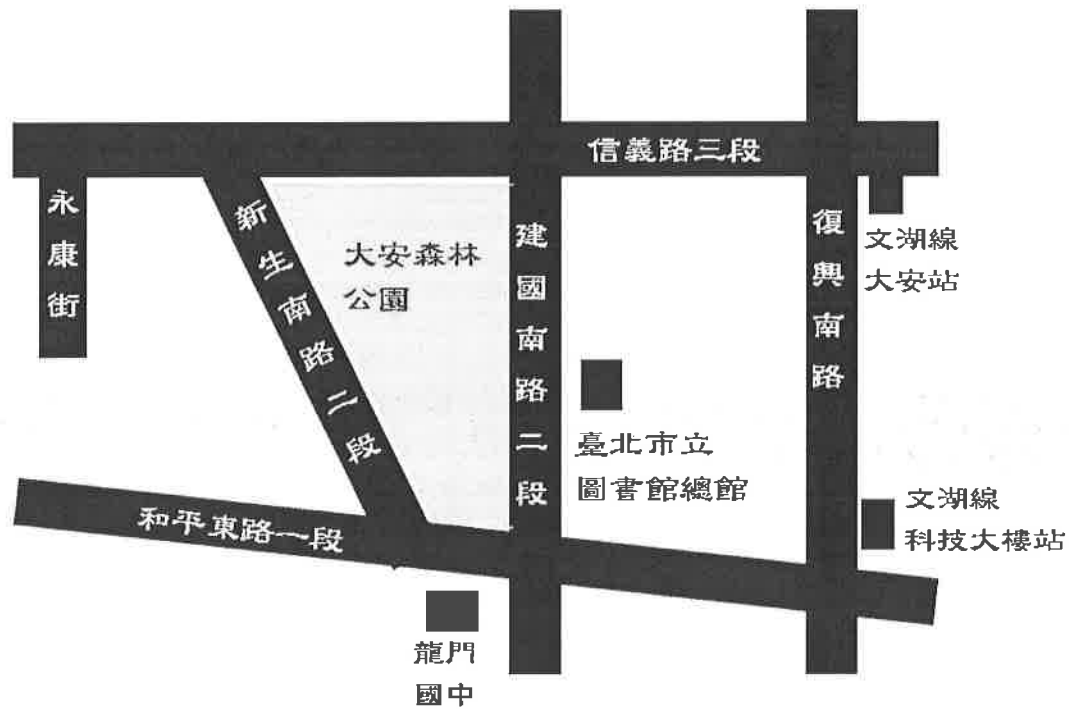 信義路三段
永康街
新生南路二段
大安森林
公園
建國南路二段
復興南路
文湖線
大安站
臺北市立
圖書館總館
文湖線
科技大樓站
和平東路一段
龍門
國中